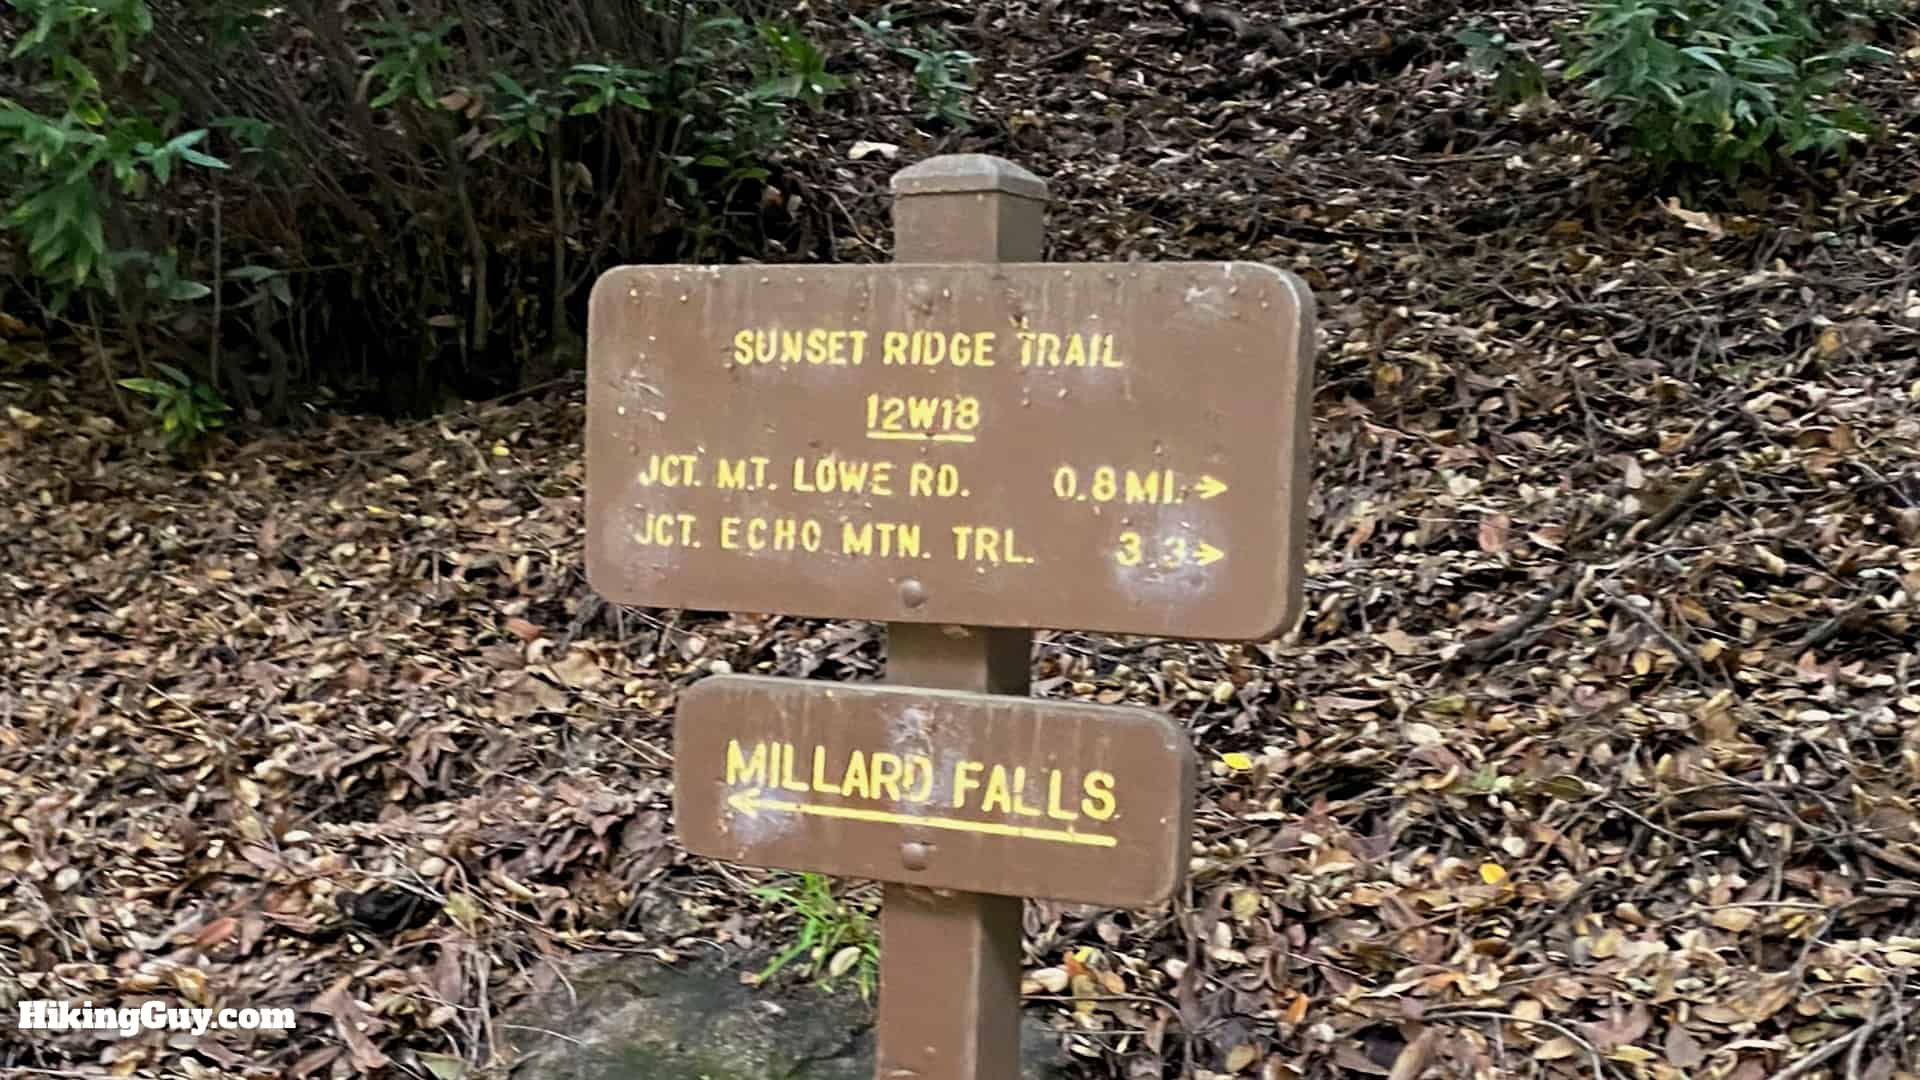 SUNSET RIDGE TRAIL
12W18
JCT. MT. LOWE RD. 0.8 MI. →
JCT. ECHO MTN. TRL. 3.3 →
MILLARD FALLS
←
HikingGuy.com